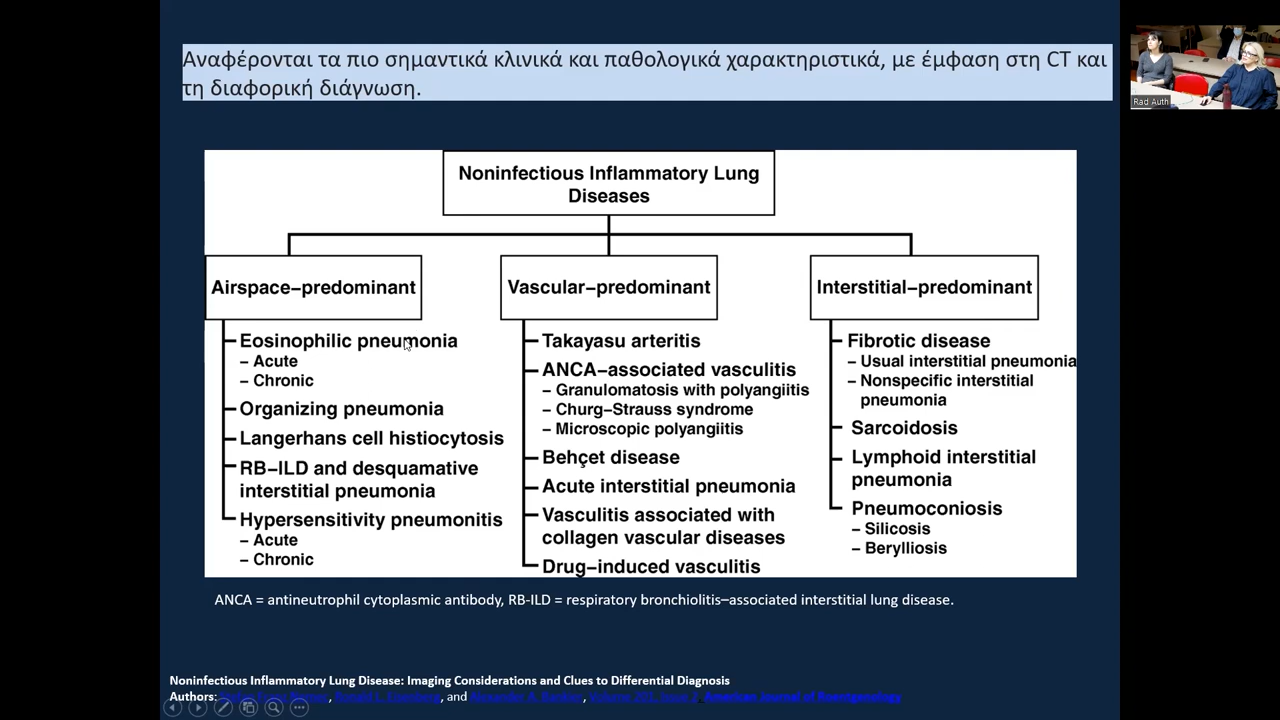 Αναφέρονται τα πιο σημαντικά κλινικά και παθολογικά χαρακτηριστικά, με έμφαση στη CT και
τη διαφορική διάγνωση.
Rad Auth
Noninfectious Inflammatory Lung
Diseases
Airspace–predominant
Eosinophilic pneumonia
– Acute
– Chronic
Organizing pneumonia
Langerhans cell histiocytosis
RB–ILD and desquamative
interstitial pneumonia
Hypersensitivity pneumonitis
– Acute
– Chronic
Vascular–predominant
Takayasu arteritis
ANCA–associated vasculitis
– Granulomatosis with polyangiitis
– Churg–Strauss syndrome
– Microscopic polyangiitis
Behçet disease
Acute interstitial pneumonia
Vasculitis associated with
collagen vascular diseases
Drug–induced vasculitis
Interstitial–predominant
Fibrotic disease
– Usual interstitial pneumonia
– Nonspecific interstitial
pneumonia
Sarcoidosis
Lymphoid interstitial
pneumonia
Pneumoconiosis
– Silicosis
– Berylliosis
ANCA = antineutrophil cytoplasmic antibody, RB-ILD = respiratory bronchiolitis–associated interstitial lung disease.
Noninfectious Inflammatory Lung Disease: Imaging Considerations and Clues to Differential Diagnosis
Authors: , and American Journal of Roentgenology